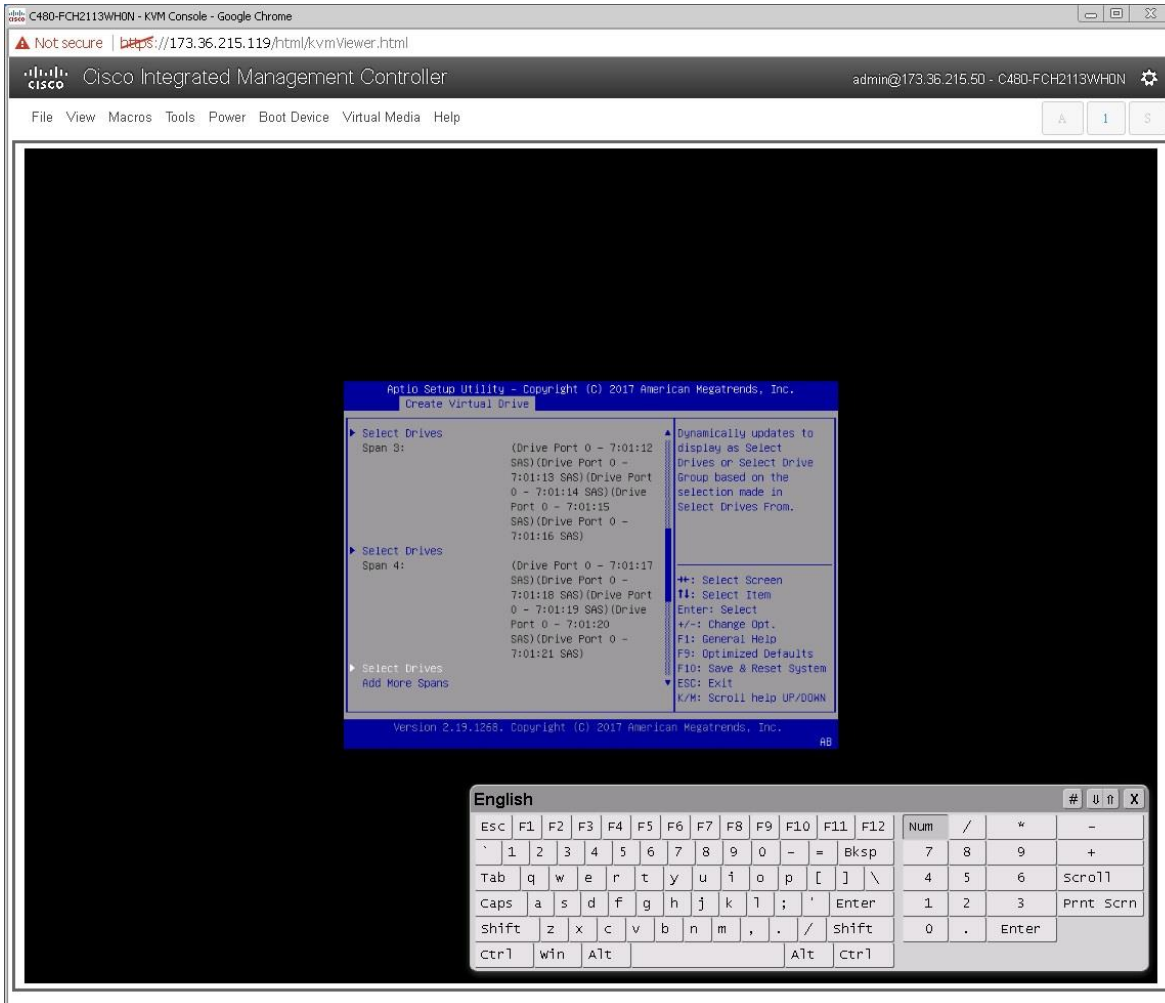 C480-FCH2113WH0N - KVM Console - Google Chrome
Not secure | https://173.36.215.119/html/kvmViewer.html
cisco Cisco Integrated Management Controller admin@173.36.215.50 - C480-FCH2113WH0N
File View Macros Tools Power Boot Device Virtual Media Help A 1 S
Aptio Setup Utility - Copyright (C) 2017 American Megatrends, Inc.
Create Virtual Drive
Select Drives
Span 3: (Drive Port 0 - 7:01:12
SAS)(Drive Port 0 -
7:01:13 SAS)(Drive Port
0 - 7:01:14 SAS)(Drive
Port 0 - 7:01:15
SAS)(Drive Port 0 -
7:01:16 SAS)
Select Drives
Span 4: (Drive Port 0 - 7:01:17
SAS)(Drive Port 0 -
7:01:18 SAS)(Drive Port
0 - 7:01:19 SAS)(Drive
Port 0 - 7:01:20
SAS)(Drive Port 0 -
7:01:21 SAS)
Select Drives
Add More Spans
Dynamically updates to
display as Select
Drives or Select Drive
Group based on the
selection made in
Select Drives From.
→←: Select Screen
↑↓: Select Item
Enter: Select
+/-: Change Opt.
F1: General Help
F9: Optimized Defaults
F10: Save & Reset System
ESC: Exit
K/M: Scroll help UP/DOWN
Version 2.19.1268. Copyright (C) 2017 American Megatrends, Inc.
AB
English # ⇓⇑ X
Esc F1 F2 F3 F4 F5 F6 F7 F8 F9 F10 F11 F12 Num / * -
` 1 2 3 4 5 6 7 8 9 0 - = Bksp 7 8 9 +
Tab q w e r t y u i o p [ ] \ 4 5 6 Scroll
Caps a s d f g h j k l ; ' Enter 1 2 3 Prnt Scrn
Shift z x c v b n m , . / Shift 0 . Enter
Ctrl Win Alt Alt Ctrl